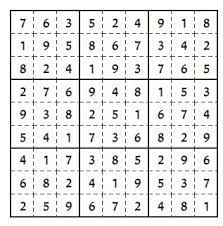 7 6 3 5 2 4 9 1 8
1 9 5 8 6 7 3 4 2
8 2 4 1 9 3 7 6 5
2 7 6 9 4 8 1 5 3
9 3 8 2 5 1 6 7 4
5 4 1 7 3 6 8 2 9
4 1 7 3 8 5 2 9 6
6 8 2 4 1 9 5 3 7
2 5 9 6 7 2 4 8 1